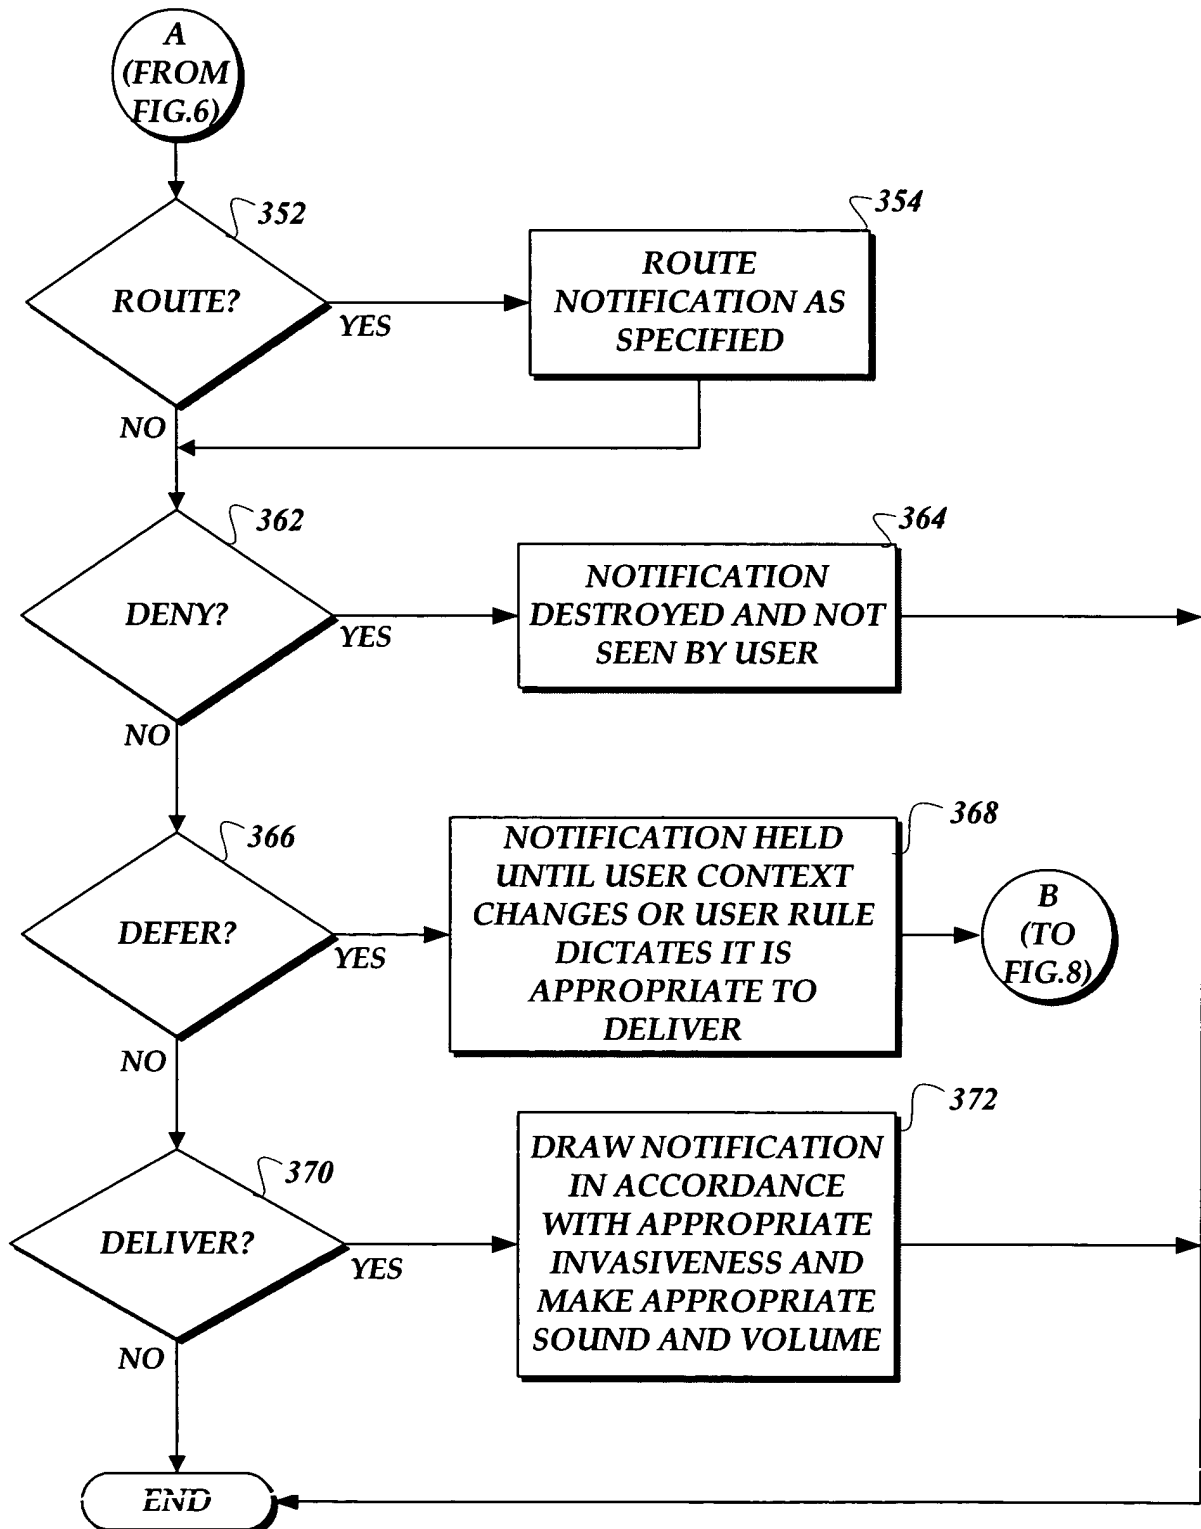 A
(FROM
FIG.6)
352
354
ROUTE?
YES
ROUTE
NOTIFICATION AS
SPECIFIED
NO
362
364
DENY?
YES
NOTIFICATION
DESTROYED AND NOT
SEEN BY USER
NO
366
368
DEFER?
YES
NOTIFICATION HELD
UNTIL USER CONTEXT
CHANGES OR USER RULE
DICTATES IT IS
APPROPRIATE TO
DELIVER
B
(TO
FIG.8)
NO
370
372
DELIVER?
YES
DRAW NOTIFICATION
IN ACCORDANCE
WITH APPROPRIATE
INVASIVENESS AND
MAKE APPROPRIATE
SOUND AND VOLUME
NO
END